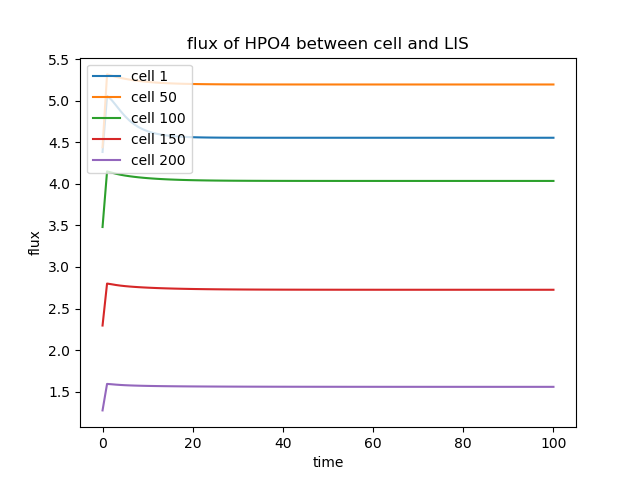 flux of HPO4 between cell and LIS
5.5
5.0
4.5
4.0
3.5
3.0
2.5
2.0
1.5
flux
cell 1
cell 50
cell 100
cell 150
cell 200
0
20
40
60
80
100
time